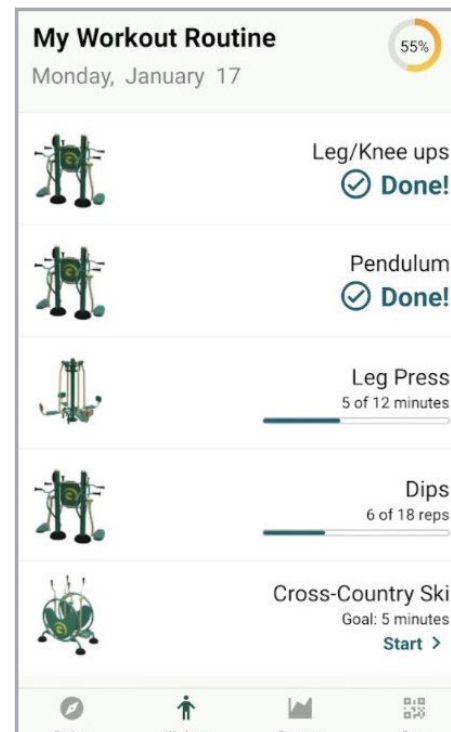 My Workout Routine
55%
Monday, January 17
Leg/Knee ups
Done!
Pendulum
Done!
Leg Press
5 of 12 minutes
Dips
6 of 18 reps
Cross-Country Ski
Goal: 5 minutes
Start >